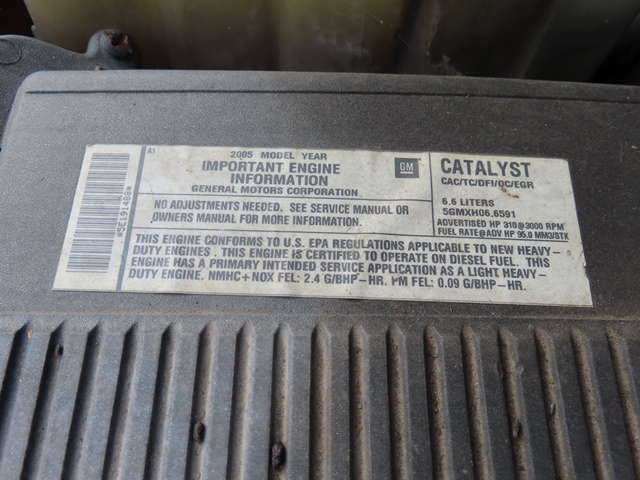 A1
2005 MODEL YEAR
IMPORTANT ENGINE
INFORMATION
GENERAL MOTORS CORPORATION
GM
CATALYST
CAC/TC/DFI/OC/EGR
NO ADJUSTMENTS NEEDED. SEE SERVICE MANUAL OR
OWNERS MANUAL FOR MORE INFORMATION.
6.6 LITERS
5GMXH06.6591
ADVERTISED HP 310@3000 RPM
FUEL RATE@ADV HP 95.0 MM3/STK
THIS ENGINE CONFORMS TO U.S. EPA REGULATIONS APPLICABLE TO NEW HEAVY-
DUTY ENGINES. THIS ENGINE IS CERTIFIED TO OPERATE ON DIESEL FUEL. THIS
ENGINE HAS A PRIMARY INTENDED SERVICE APPLICATION AS A LIGHT HEAVY-
DUTY ENGINE. NMHC+NOX FEL: 2.4 G/BHP-HR. PM FEL: 0.09 G/BHP-HR.
*5E191488*